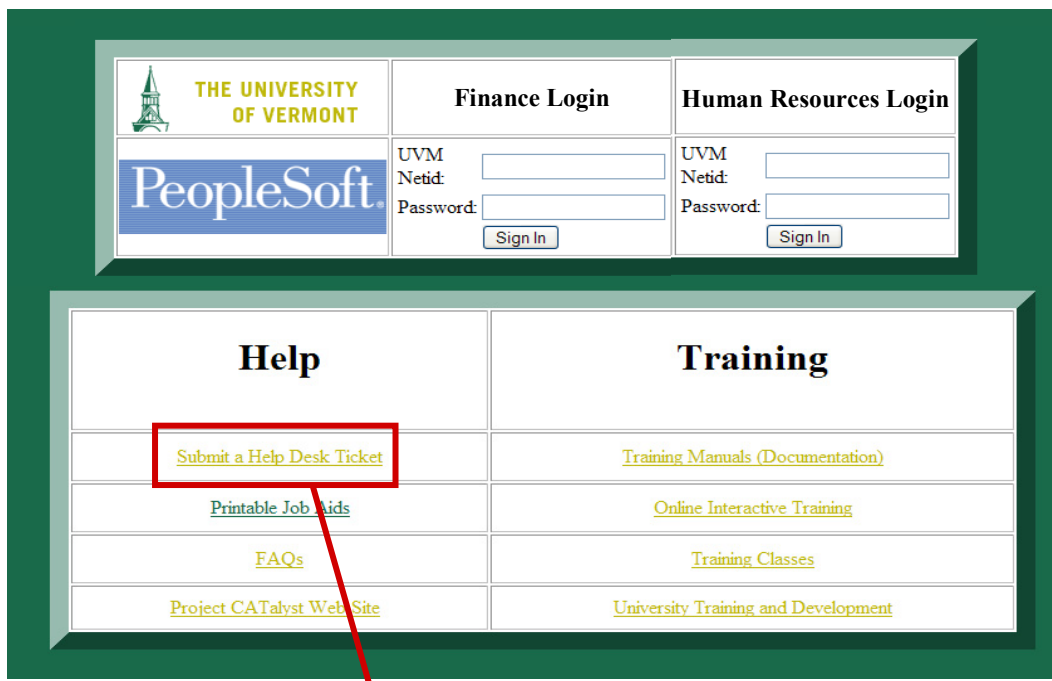 THE UNIVERSITY
OF VERMONT
Finance Login
Human Resources Login
PeopleSoft.
UVM
Netid:
Password:
Sign In
UVM
Netid:
Password:
Sign In
Help
Training
Submit a Help Desk Ticket
Training Manuals (Documentation)
Printable Job Aids
Online Interactive Training
FAQs
Training Classes
Project CATalyst Web Site
University Training and Development